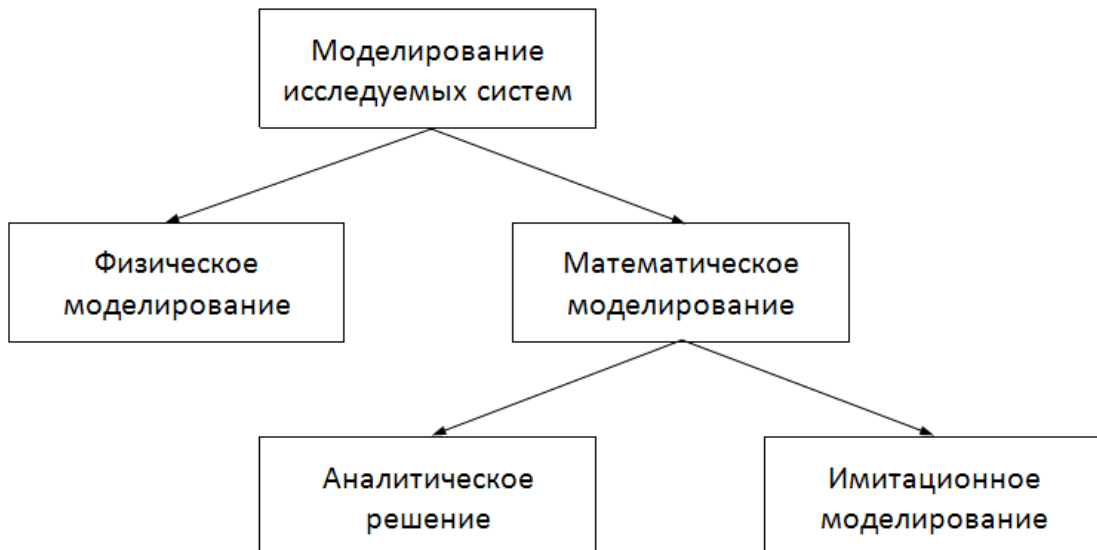 Моделирование
исследуемых систем
Физическое
моделирование
Математическое
моделирование
Аналитическое
решение
Имитационное
моделирование